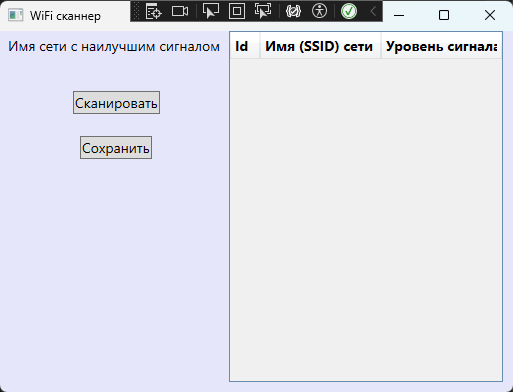 WiFi сканнер
Имя сети с наилучшим сигналом
Сканировать
Сохранить
Id Имя (SSID) сети Уровень сигнала